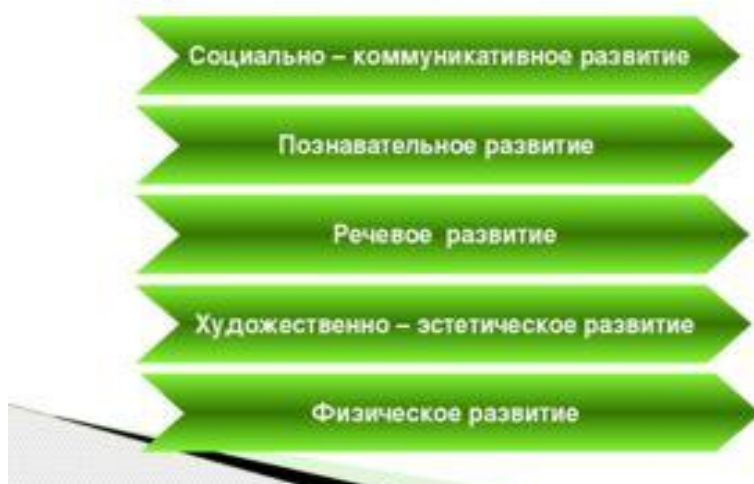 Социально – коммуникативное развитие
Познавательное развитие
Речевое развитие
Художественно – эстетическое развитие
Физическое развитие